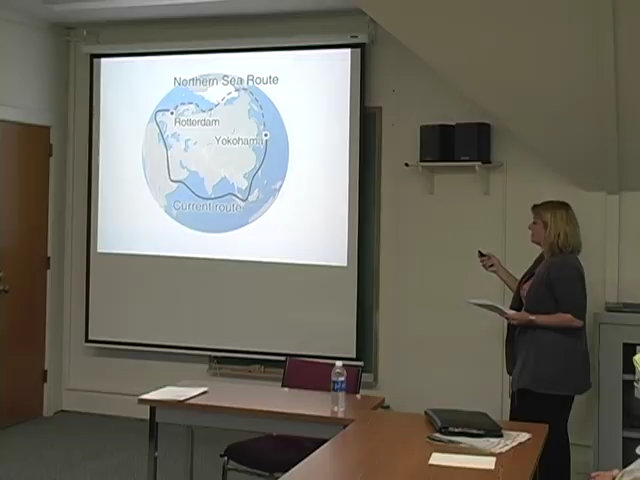 Northern Sea Route
Rotterdam
Yokohama
Current route